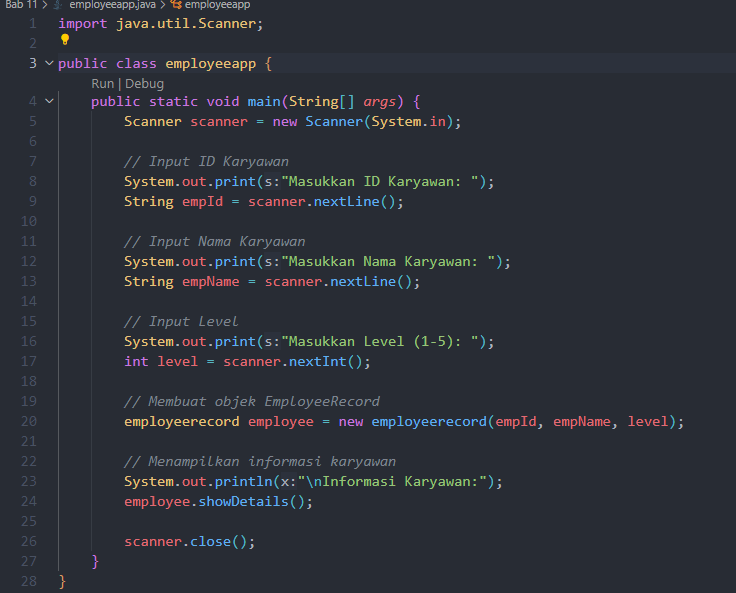 Bab 11 > employeeapp.java > employeeapp
1 import java.util.Scanner;
2
3 public class employeeapp {
Run | Debug
4     public static void main(String[] args) {
5         Scanner scanner = new Scanner(System.in);
6
7         // Input ID Karyawan
8         System.out.print(s:"Masukkan ID Karyawan: ");
9         String empId = scanner.nextLine();
10
11         // Input Nama Karyawan
12         System.out.print(s:"Masukkan Nama Karyawan: ");
13         String empName = scanner.nextLine();
14
15         // Input Level
16         System.out.print(s:"Masukkan Level (1-5): ");
17         int level = scanner.nextInt();
18
19         // Membuat objek EmployeeRecord
20         employeerecord employee = new employeerecord(empId, empName, level);
21
22         // Menampilkan informasi karyawan
23         System.out.println(x:"\nInformasi Karyawan:");
24         employee.showDetails();
25
26         scanner.close();
27     }
28 }